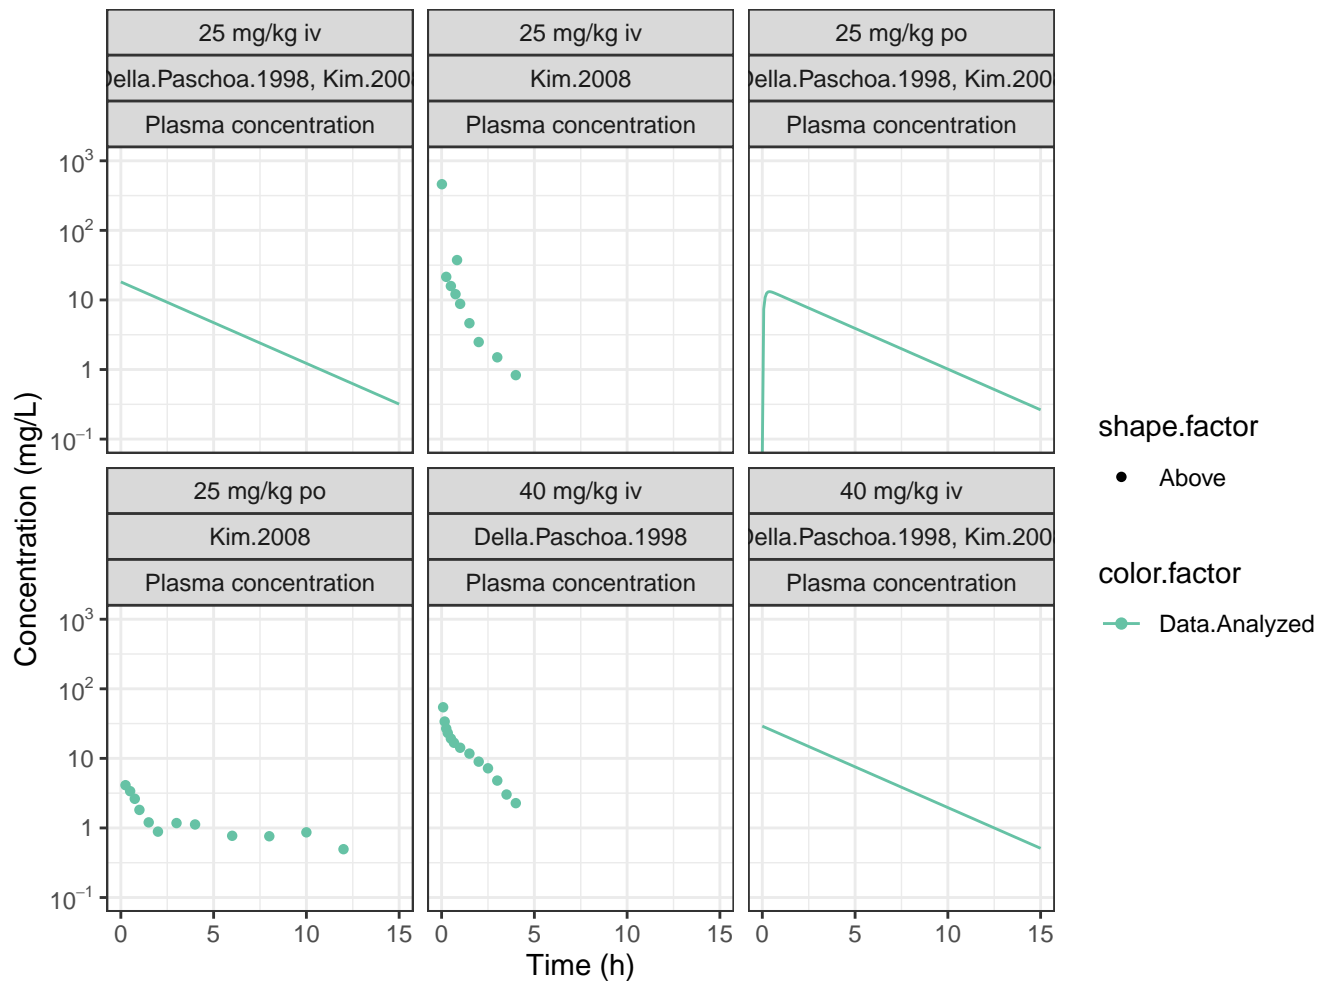 25 mg/kg iv
25 mg/kg iv
25 mg/kg po
Della.Paschoa.1998, Kim.200
Kim.2008
Della.Paschoa.1998, Kim.200
Plasma concentration
Plasma concentration
Plasma concentration
10³
10²
10
1
10⁻¹
25 mg/kg po
40 mg/kg iv
40 mg/kg iv
Kim.2008
Della.Paschoa.1998
Della.Paschoa.1998, Kim.200
Plasma concentration
Plasma concentration
Plasma concentration
10³
10²
10
1
10⁻¹
0 5 10 15
0 5 10 15
0 5 10 15
Time (h)
Concentration (mg/L)
shape.factor
Above
color.factor
Data.Analyzed